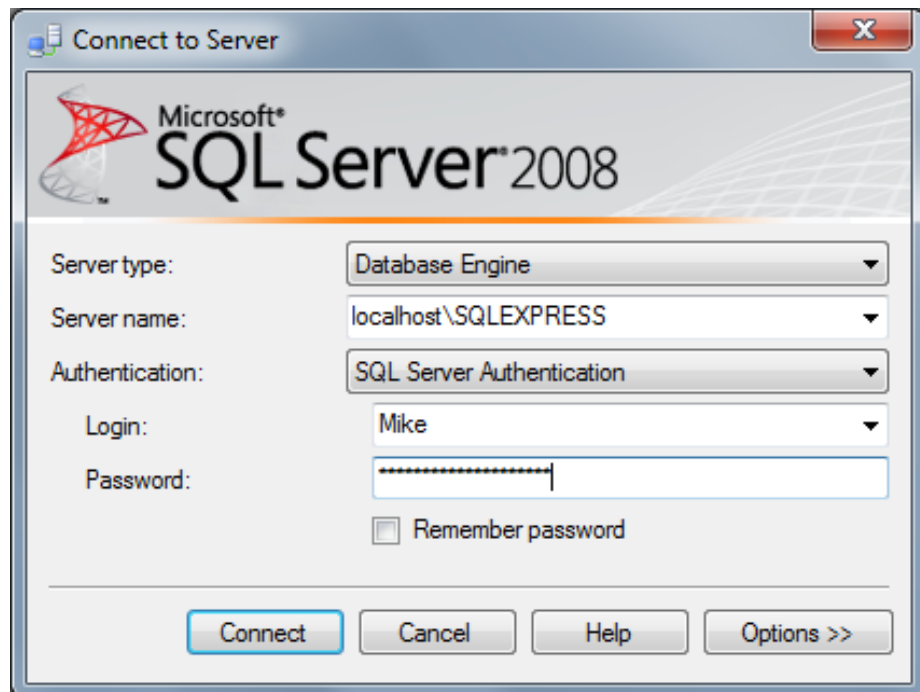 Connect to Server
Microsoft®
SQL Server® 2008
™
Server type: Database Engine
Server name: localhost\SQLEXPRESS
Authentication: SQL Server Authentication
Login: Mike
Password: ********************
Remember password
Connect Cancel Help Options >>